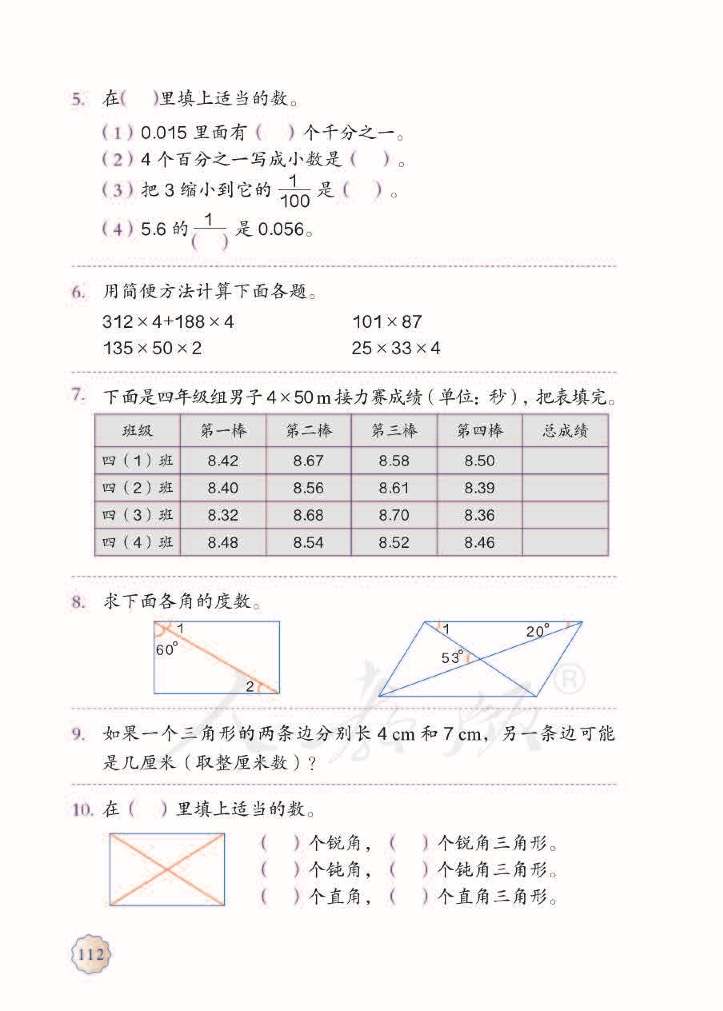 5. 在(    )里填上适当的数。
(1) 0.015 里面有 (    ) 个千分之一。
(2) 4 个百分之一写成小数是 (    ) 。
(3) 把 3 缩小到它的 1/100 是 (    ) 。
(4) 5.6 的 1/(    ) 是 0.056。
6. 用简便方法计算下面各题。
312 × 4+188 × 4    101 × 87
135 × 50 × 2    25 × 33 × 4
7. 下面是四年级组男子 4×50 m 接力赛成绩(单位:秒),把表填完。
班级 第一棒 第二棒 第三棒 第四棒 总成绩
四(1)班 8.42 8.67 8.58 8.50
四(2)班 8.40 8.56 8.61 8.39
四(3)班 8.32 8.68 8.70 8.36
四(4)班 8.48 8.54 8.52 8.46
8. 求下面各角的度数。
1 1 20°
60° 53°
2
9. 如果一个三角形的两条边分别长 4 cm 和 7 cm,另一条边可能
是几厘米(取整厘米数)?
10. 在 (    ) 里填上适当的数。
(    ) 个锐角, (    ) 个锐角三角形。
(    ) 个钝角, (    ) 个钝角三角形。
(    ) 个直角, (    ) 个直角三角形。
112